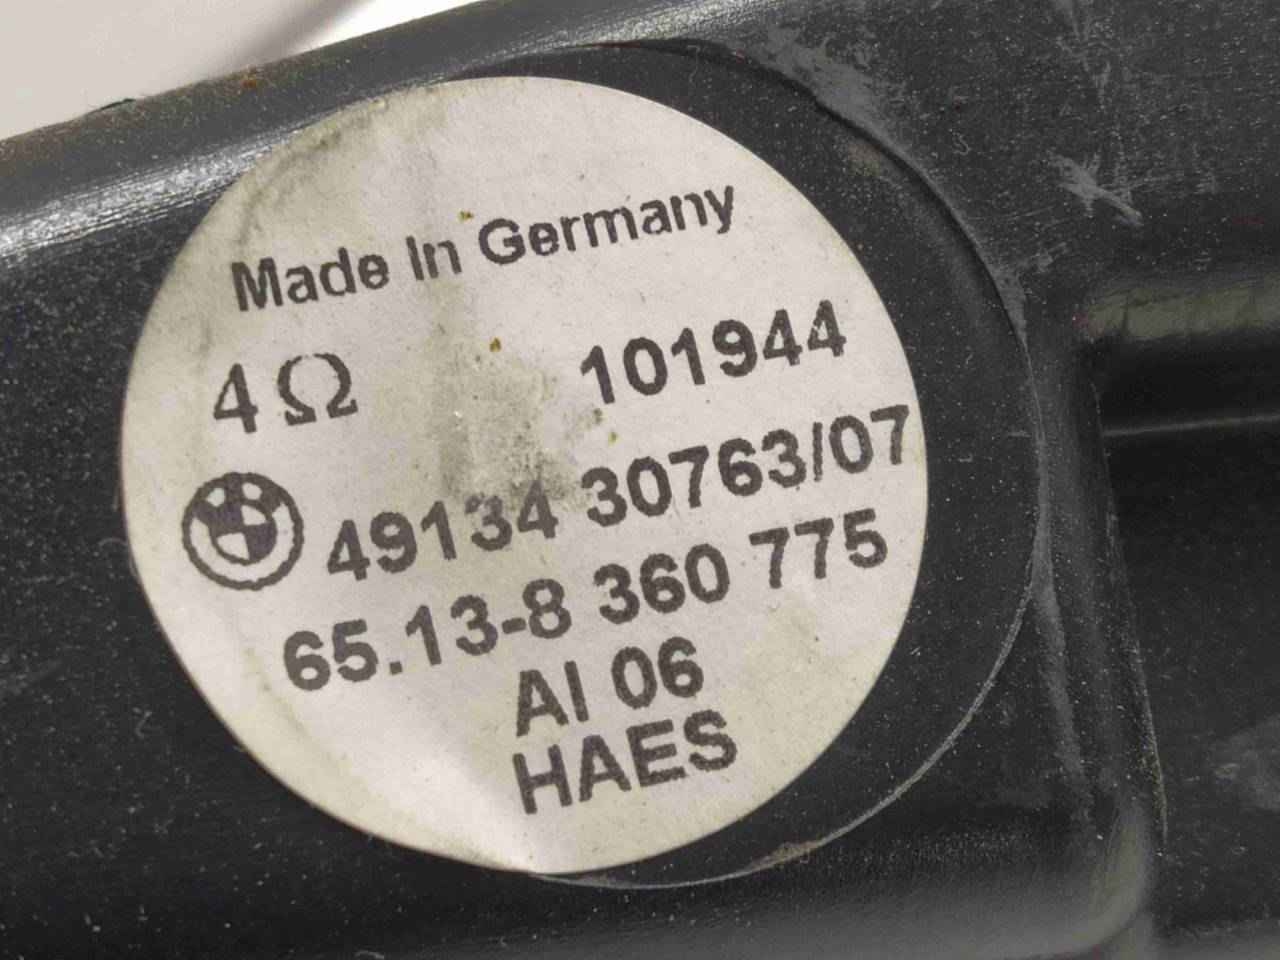 Made In Germany
4 Ω 101944
49134 30763/07
65.13-8 360 775
AI 06
HAES